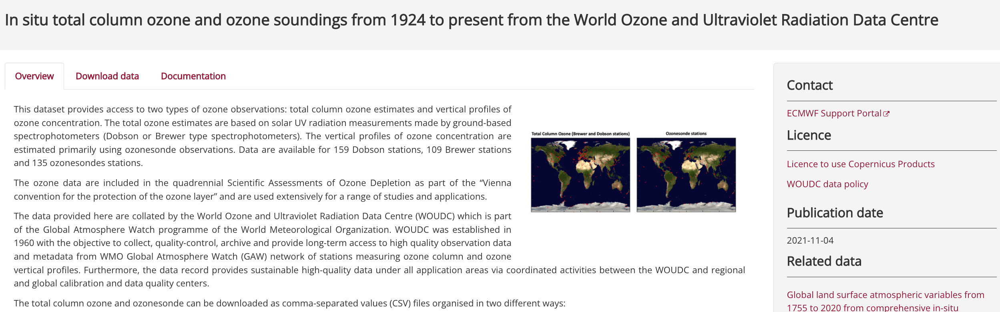 In situ total column ozone and ozone soundings from 1924 to present from the World Ozone and Ultraviolet Radiation Data Centre
Overview
Download data
Documentation
This dataset provides access to two types of ozone observations: total column ozone estimates and vertical profiles of
ozone concentration. The total ozone estimates are based on solar UV radiation measurements made by ground-based
spectrophotometers (Dobson or Brewer type spectrophotometers). The vertical profiles of ozone concentration are
estimated primarily using ozonesonde observations. Data are available for 159 Dobson stations, 109 Brewer stations
and 135 ozonesondes stations.
The ozone data are included in the quadrennial Scientific Assessments of Ozone Depletion as part of the “Vienna
convention for the protection of the ozone layer” and are used extensively for a range of studies and applications.
The data provided here are collated by the World Ozone and Ultraviolet Radiation Data Centre (WOUDC) which is part
of the Global Atmosphere Watch programme of the World Meteorological Organization. WOUDC was established in
1960 with the objective to collect, quality-control, archive and provide long-term access to high quality observation data
and metadata from WMO Global Atmosphere Watch (GAW) network of stations measuring ozone column and ozone
vertical profiles. Furthermore, the data record provides sustainable high-quality data under all application areas via coordinated activities between the WOUDC and regional
and global calibration and data quality centers.
The total column ozone and ozonesonde can be downloaded as comma-separated values (CSV) files organised in two different ways:
Total Column Ozone (Brewer and Dobson stations)
Ozonesonde stations
Contact
ECMWF Support Portal
Licence
Licence to use Copernicus Products
WOUDC data policy
Publication date
2021-11-04
Related data
Global land surface atmospheric variables from
1755 to 2020 from comprehensive in-situ